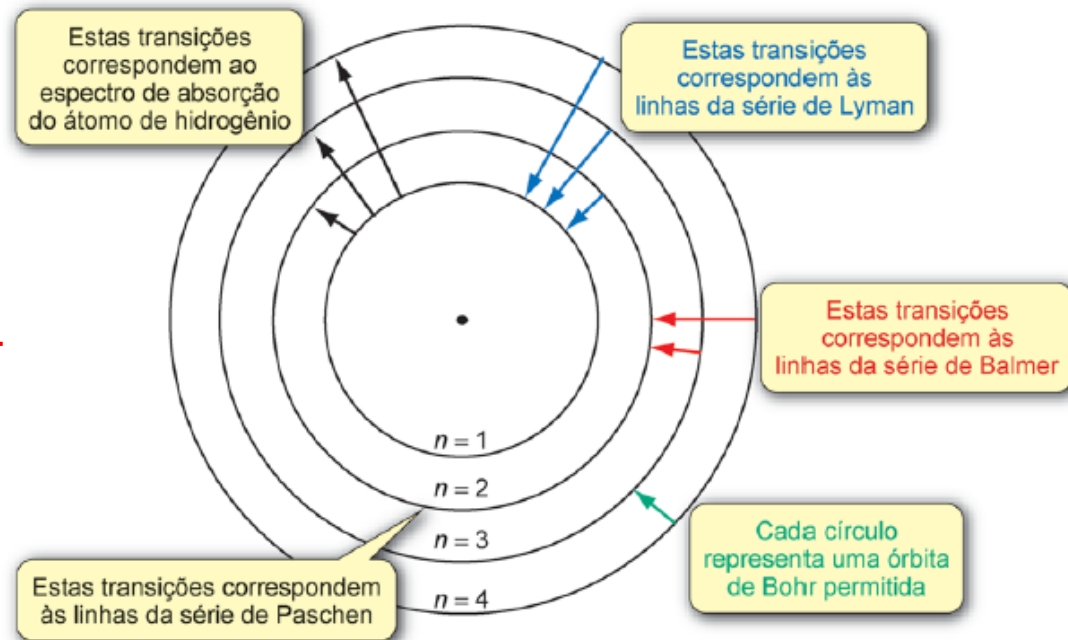 Estas transições
correspondem ao
espectro de absorção
do átomo de hidrogênio
Estas transições
correspondem às
linhas da série de Lyman
Estas transições
correspondem às
linhas da série de Balmer
n = 1
n = 2
n = 3
n = 4
Cada círculo
representa uma órbita
de Bohr permitida
Estas transições correspondem
às linhas da série de Paschen